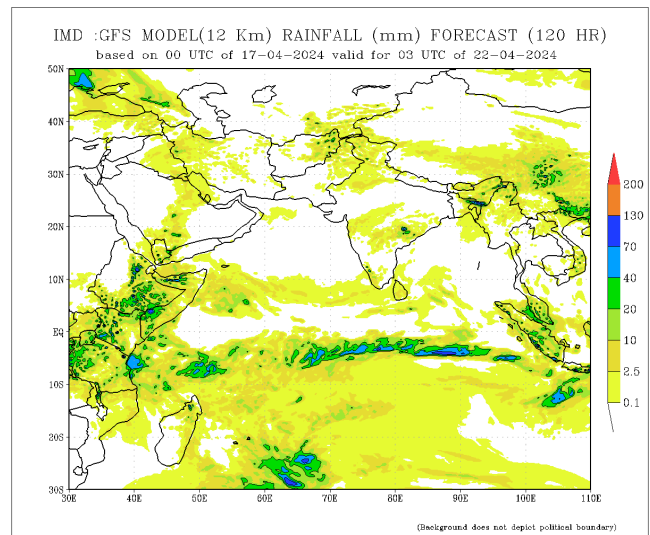 IMD :GFS MODEL(12 Km) RAINFALL (mm) FORECAST (120 HR)
based on 00 UTC of 17-04-2024 valid for 03 UTC of 22-04-2024
50N
40N
30N
20N
10N
EQ
10S
20S
30S
30E 40E 50E 60E 70E 80E 90E 100E 110E
200
130
70
40
20
10
2.5
0.1
(Background does not depict political boundary)